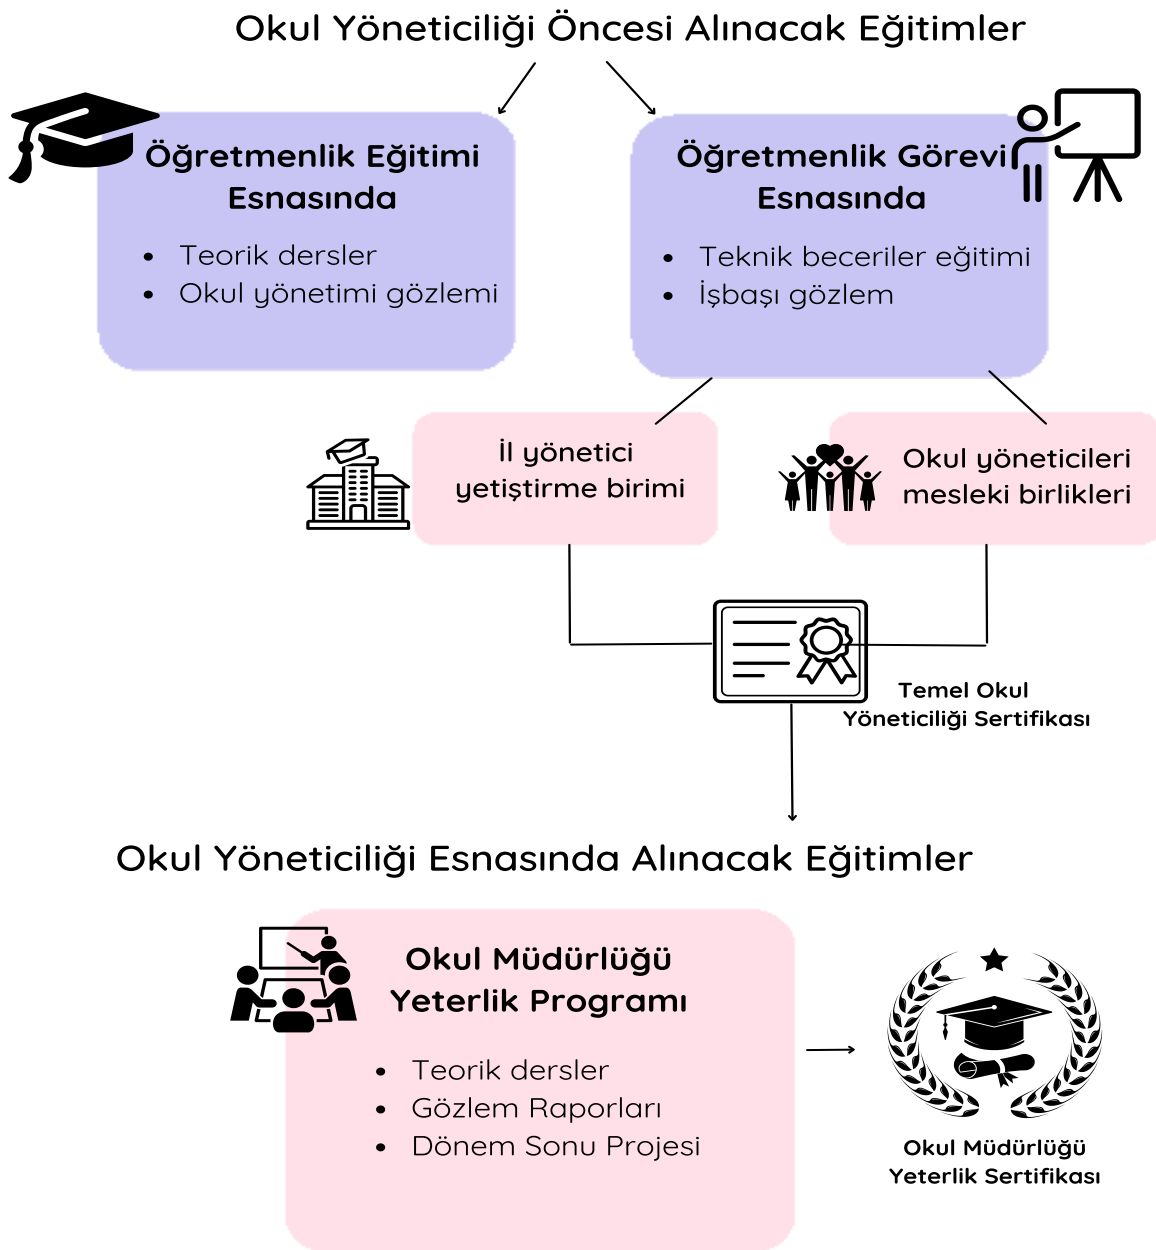 Okul Yöneticiliği Öncesi Alınacak Eğitimler
Öğretmenlik Eğitimi
Esnasında
• Teorik dersler
• Okul yönetimi gözlemi
Öğretmenlik Görevi
Esnasında
• Teknik beceriler eğitimi
• İşbaşı gözlem
İl yönetici
yetiştirme birimi
Okul yöneticileri
mesleki birlikleri
Temel Okul
Yöneticiliği Sertifikası
Okul Yöneticiliği Esnasında Alınacak Eğitimler
Okul Müdürlüğü
Yeterlik Programı
• Teorik dersler
• Gözlem Raporları
• Dönem Sonu Projesi
Okul Müdürlüğü
Yeterlik Sertifikası